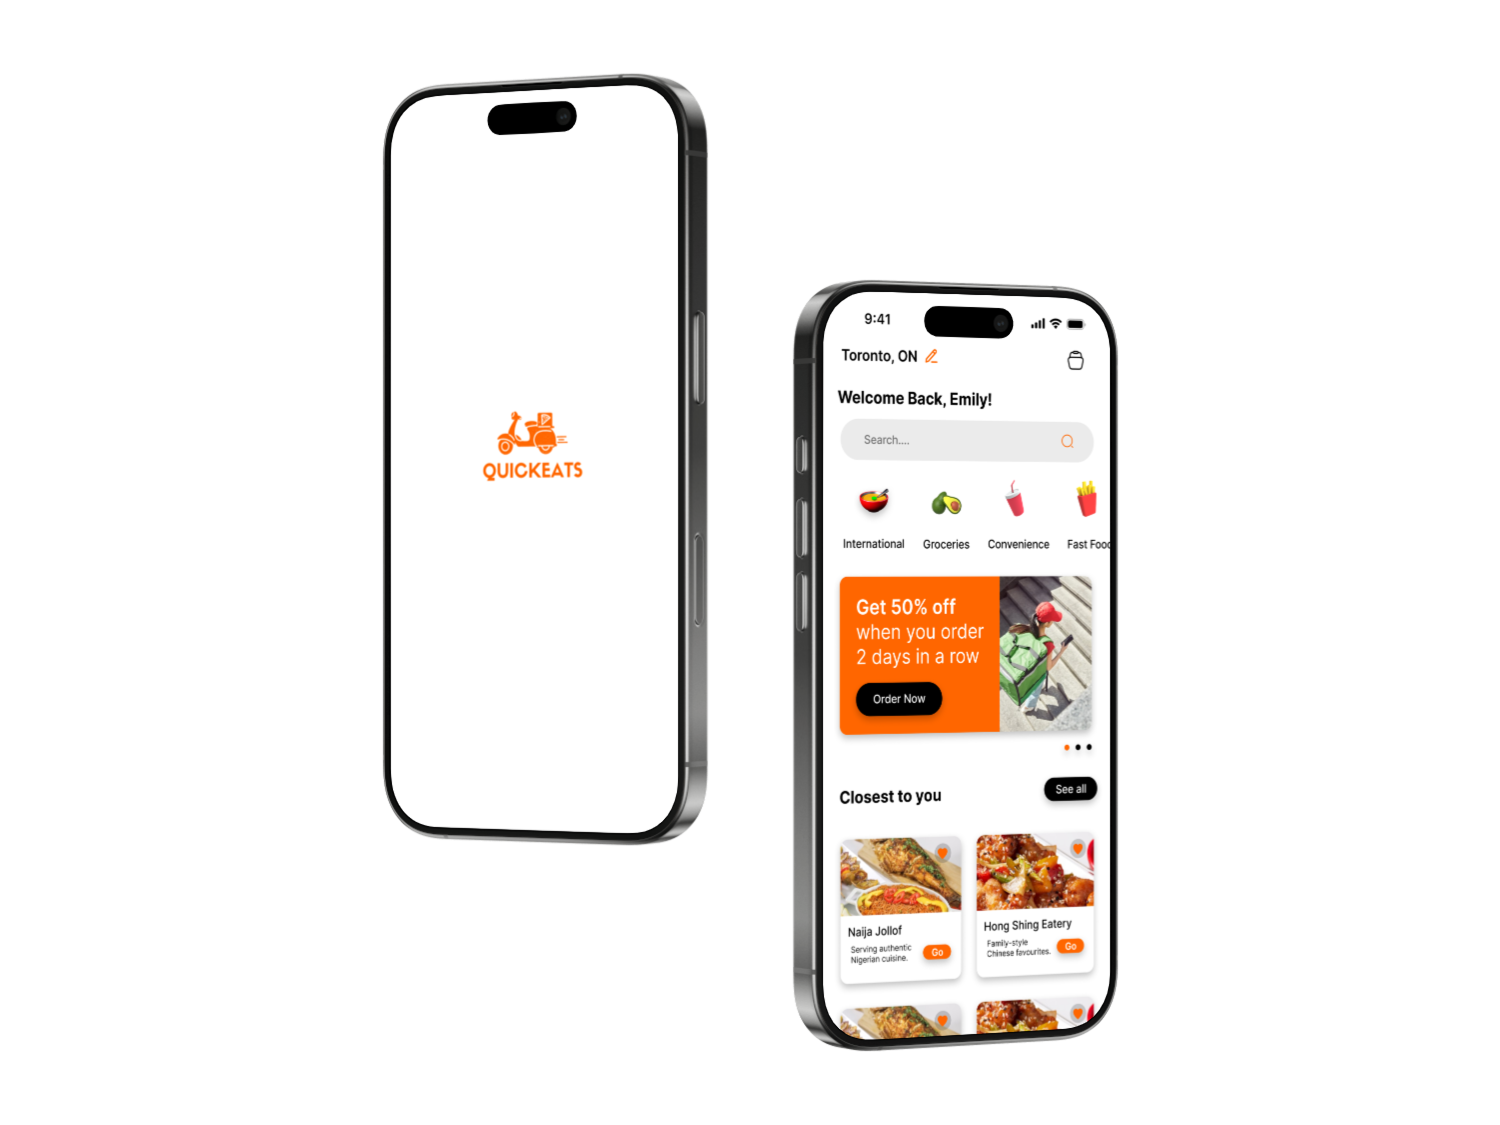 QUICKEATS
9:41
Toronto, ON
Welcome Back, Emily!
Search....
International
Groceries
Convenience
Fast Food
Get 50% off
when you order
2 days in a row
Order Now
Closest to you
See all
Naija Jollof
Serving authentic
Nigerian cuisine.
Go
Hong Shing Eatery
Family-style
Chinese favourites.
Go